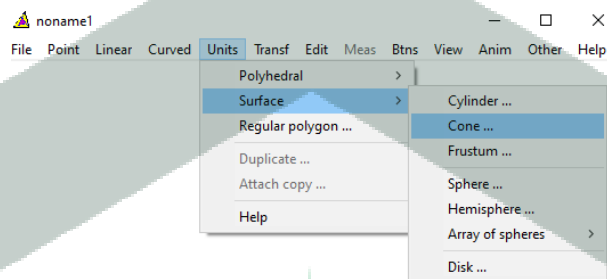 noname1
File Point Linear Curved Units Transf Edit Meas Btns View Anim Other Help
Polyhedral
Surface
Regular polygon ...
Duplicate ...
Attach copy ...
Help
Cylinder ...
Cone ...
Frustum ...
Sphere ...
Hemisphere ...
Array of spheres
Disk ...